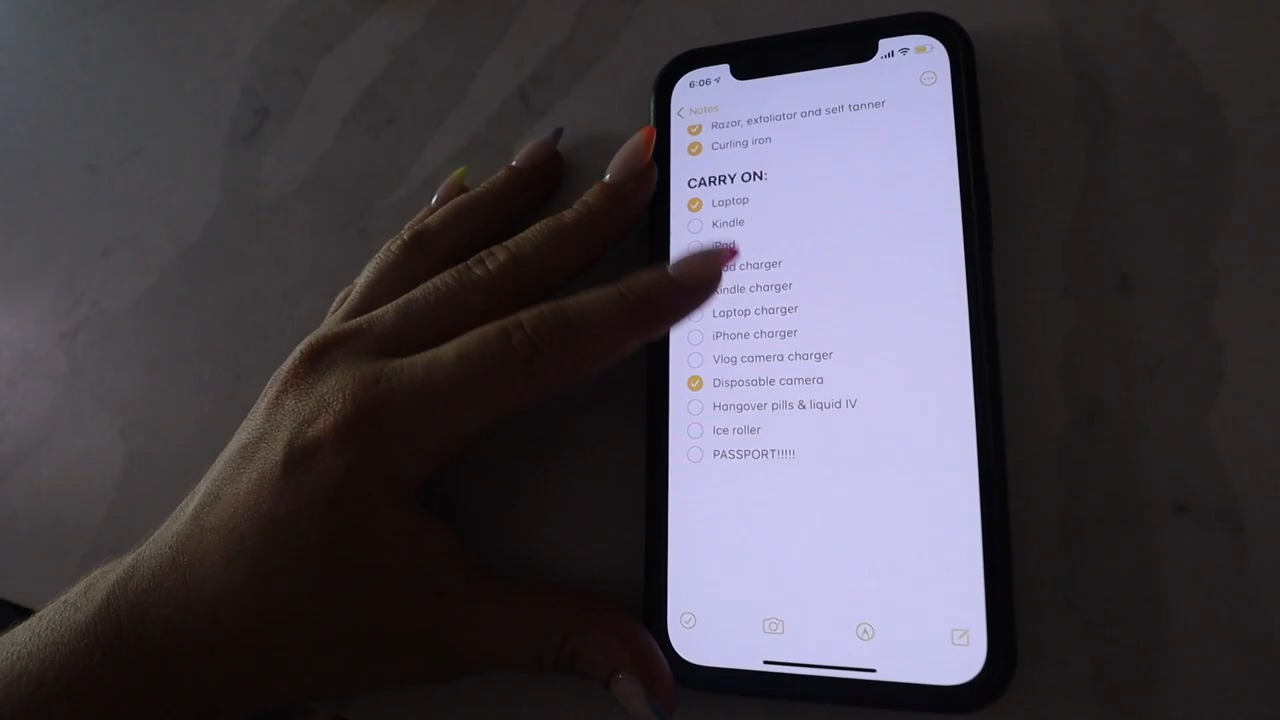 6:06
Notes
Razor, exfoliator and self tanner
Curling iron
CARRY ON:
Laptop
Kindle
iPad
charger
Kindle charger
Laptop charger
iPhone charger
Vlog camera charger
Disposable camera
Hangover pills & liquid IV
Ice roller
PASSPORT!!!!!